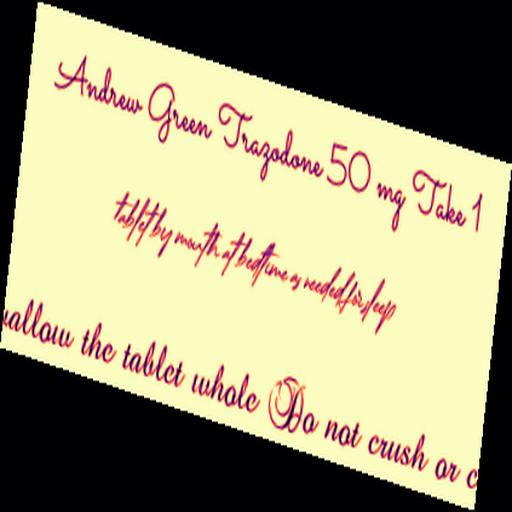 Andrew Green Trazodone 50 mg Take 1
tablet by mouth at bedtime as needed for sleep
the tablet whole Do not crush or